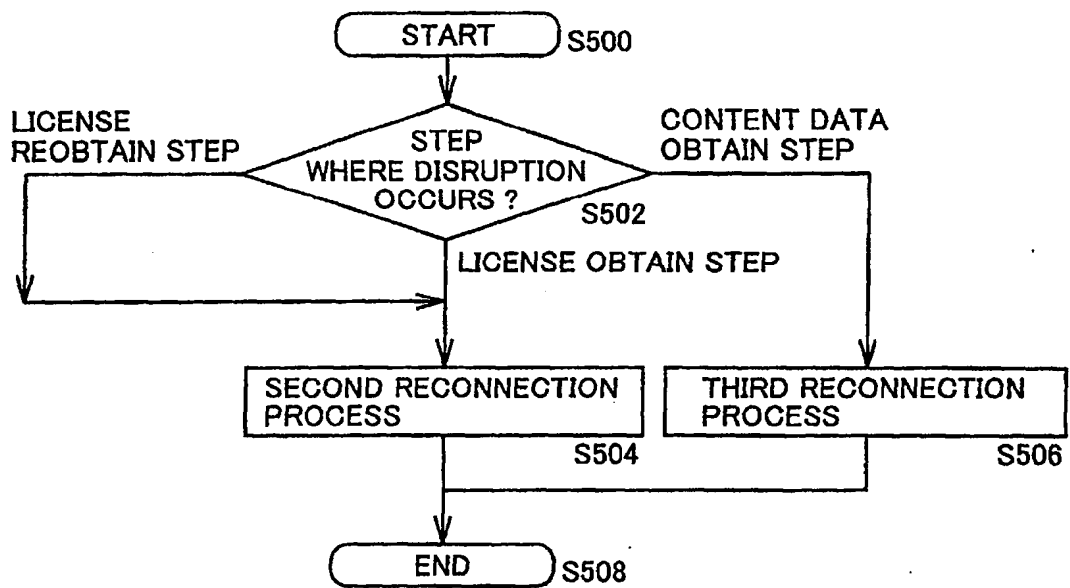 START
S500
LICENSE
REOBTAIN STEP
STEP
WHERE DISRUPTION
OCCURS ?
S502
CONTENT DATA
OBTAIN STEP
LICENSE OBTAIN STEP
SECOND RECONNECTION
PROCESS
S504
THIRD RECONNECTION
PROCESS
S506
END
S508